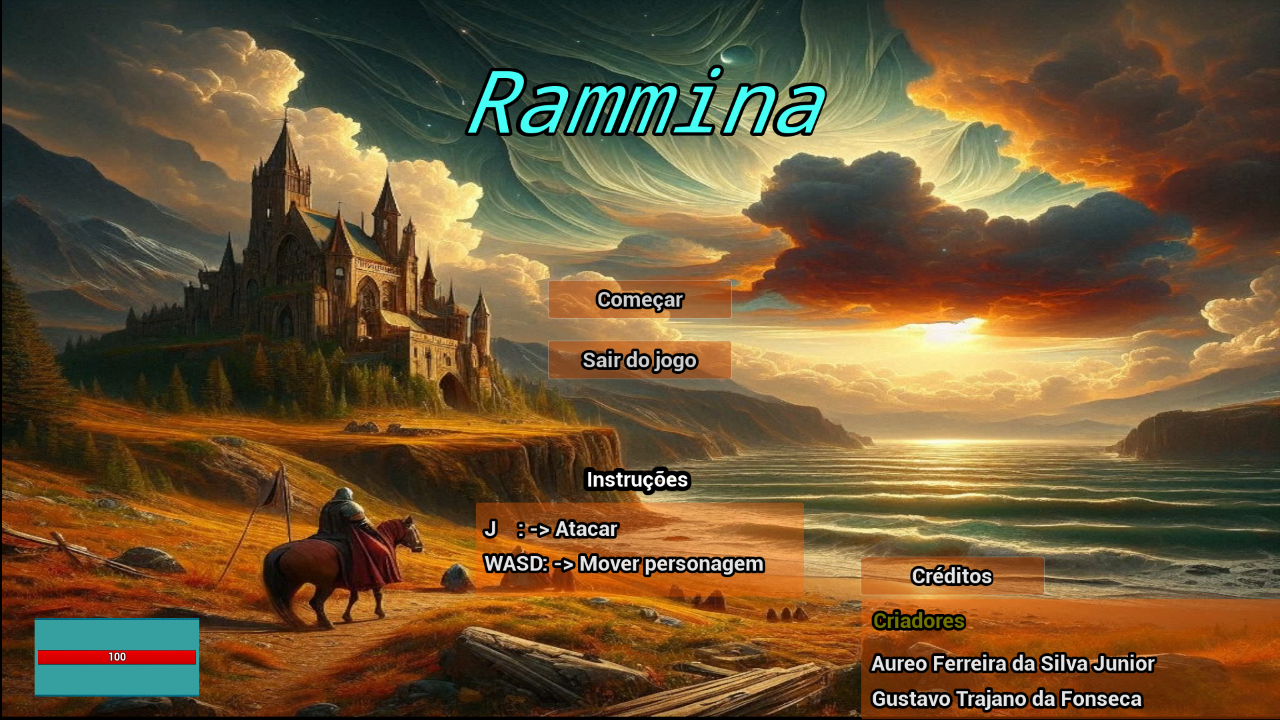 Rammina
Começar
Sair do jogo
Instruções
J : -> Atacar
WASD: -> Mover personagem
Créditos
Criadores
Aureo Ferreira da Silva Junior
Gustavo Trajano da Fonseca
100